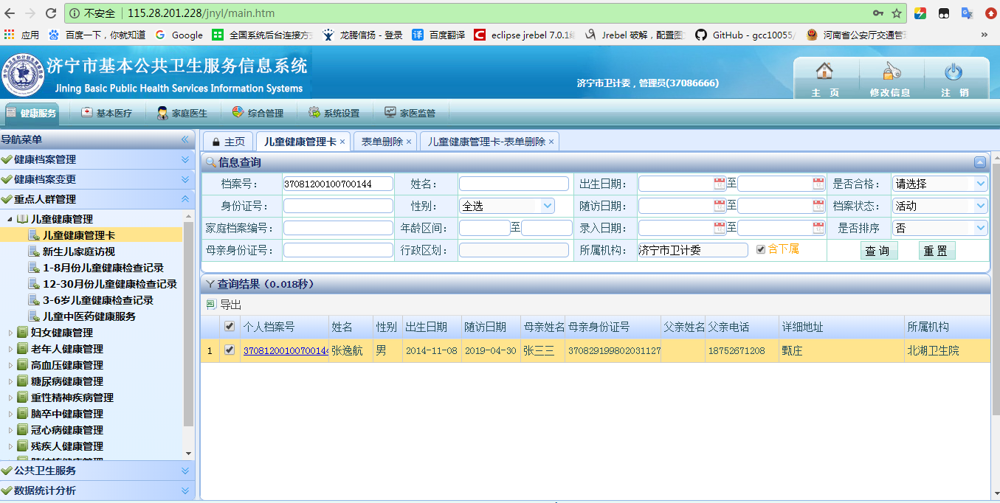 不安全 115.28.201.228/jnyl/main.htm
应用 百度一下，你就知道 Google 全国系统后台连接方 龙腾信扬 - 登录 百度翻译 eclipse jrebel 7.0.1 Jrebel 破解，配置图 GitHub - gcc10055/ 河南省公安厅交通管 »
济宁市基本公共卫生服务信息系统
Jining Basic Public Health Services Information Systems
济宁市卫计委，管理员(37086666)
主 页 修改信息 注 销
健康服务 基本医疗 家庭医生 综合管理 系统设置 家医监管
导航菜单
健康档案管理
健康档案变更
重点人群管理
儿童健康管理
儿童健康管理卡
新生儿家庭访视
1-8月份儿童健康检查记录
12-30月份儿童健康检查记录
3-6岁儿童健康检查记录
儿童中医药健康服务
妇女健康管理
老年人健康管理
高血压健康管理
糖尿病健康管理
重性精神疾病管理
脑卒中健康管理
冠心病健康管理
残疾人健康管理
公共卫生服务
数据统计分析
主页 儿童健康管理卡 × 表单删除 × 儿童健康管理卡-表单删除 ×
信息查询
档案号： 37081200100700144 姓名： 出生日期： 至 是否合格： 请选择
身份证号： 性别： 全选 随访日期： 至 档案状态： 活动
家庭档案编号： 年龄区间： 至 录入日期： 至 是否排序 否
母亲身份证号： 行政区划： 所属机构： 济宁市卫计委 含下属 查 询 重 置
查询结果（0.018秒）
导出
个人档案号 姓名 性别 出生日期 随访日期 母亲姓名 母亲身份证号 父亲姓名 父亲电话 详细地址 所属机构
1 37081200100700144 张逸航 男 2014-11-08 2019-04-30 张三三 370829199802031127 18752671208 甄庄 北湖卫生院